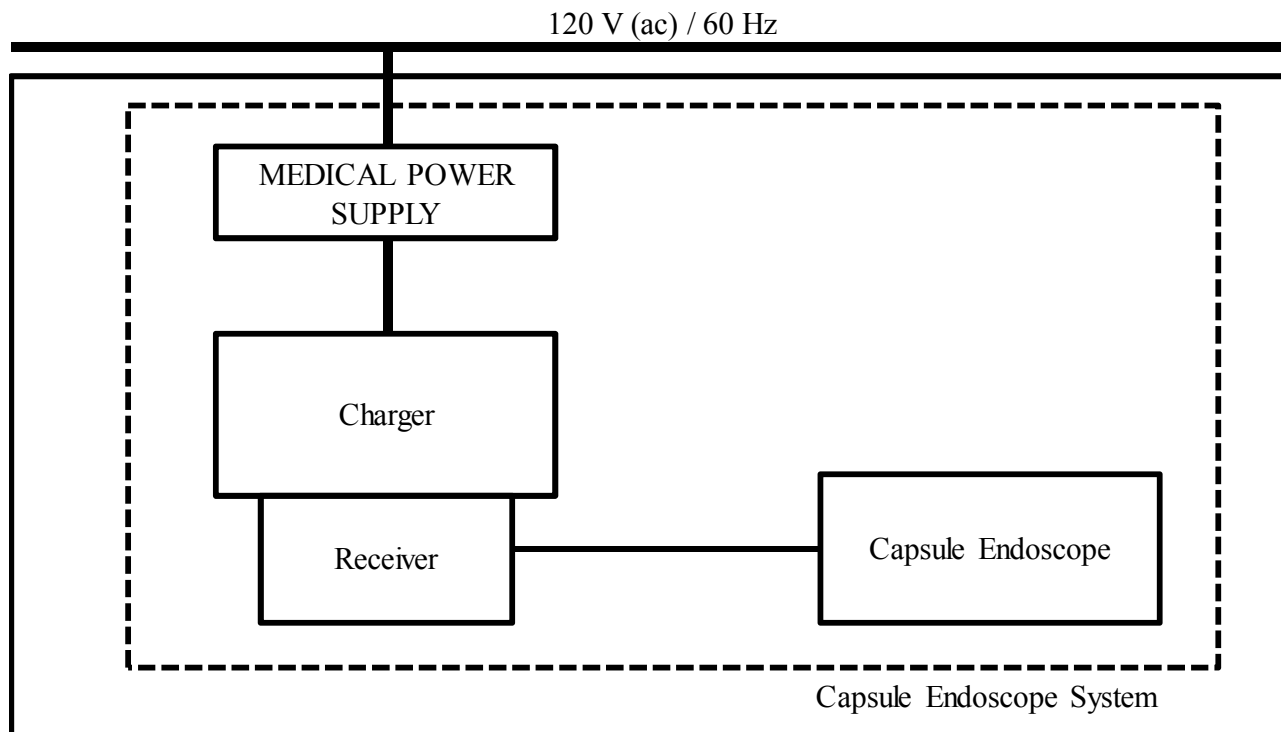 120 V (ac) / 60 Hz
MEDICAL POWER
SUPPLY
Charger
Receiver
Capsule Endoscope
Capsule Endoscope System